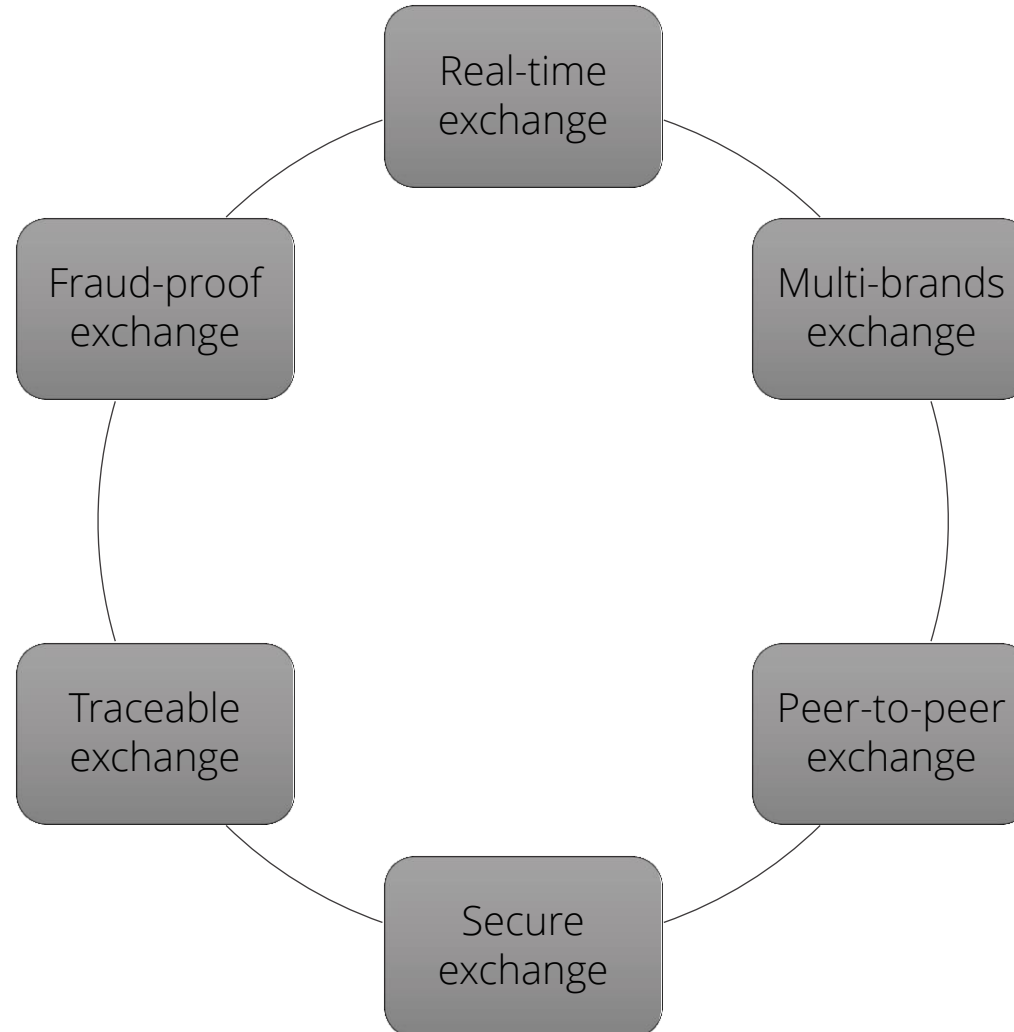 Real-time
exchange
Fraud-proof
exchange
Multi-brands
exchange
Traceable
exchange
Peer-to-peer
exchange
Secure
exchange